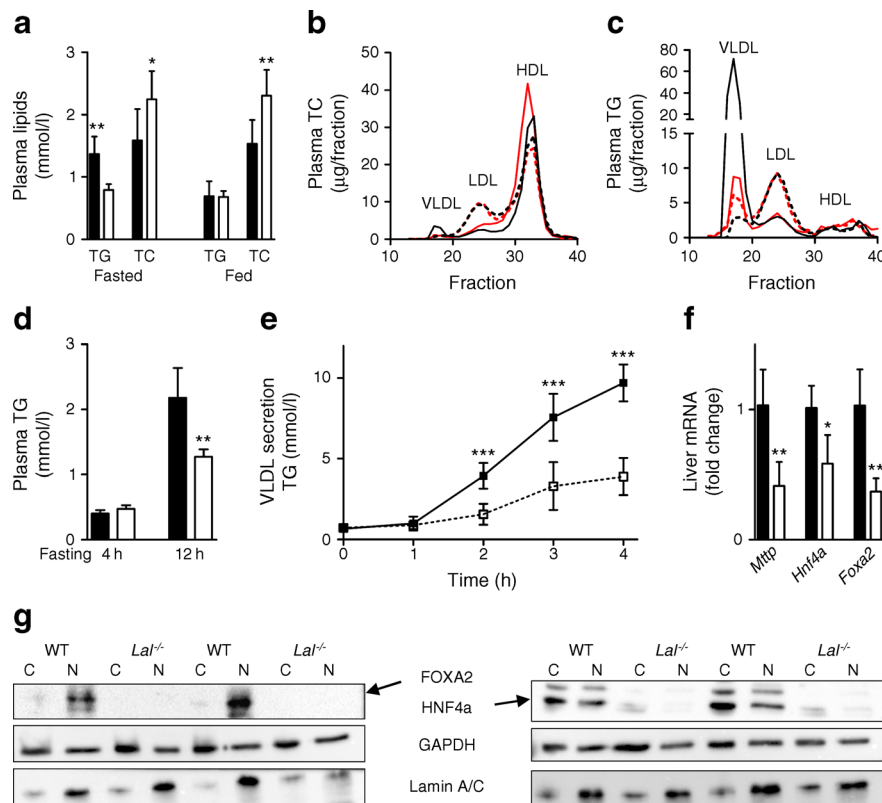 a
Plasma lipids
(mmol/l)
3
2
1
0
**
*
**
TG TC TG TC
Fasted Fed
b
Plasma TC
(µg/fraction)
50
40
30
20
10
0
VLDL
LDL
HDL
10 20 30 40
Fraction
c
Plasma TG
(µg/fraction)
80
60
40
20
15
10
5
0
VLDL
LDL
HDL
10 20 30 40
Fraction
d
Plasma TG
(mmol/l)
3
2
1
0
**
Fasting 4 h 12 h
e
VLDL secretion
TG (mmol/l)
10
5
0
***
***
***
0 1 2 3 4
Time (h)
f
Liver mRNA
(fold change)
1
0
**
*
**
Mttp Hnf4a Foxa2
g
WT Lal-/- WT Lal-/-
C N C N C N C N
FOXA2
HNF4a
GAPDH
Lamin A/C
WT Lal-/- WT Lal-/-
C N C N C N C N